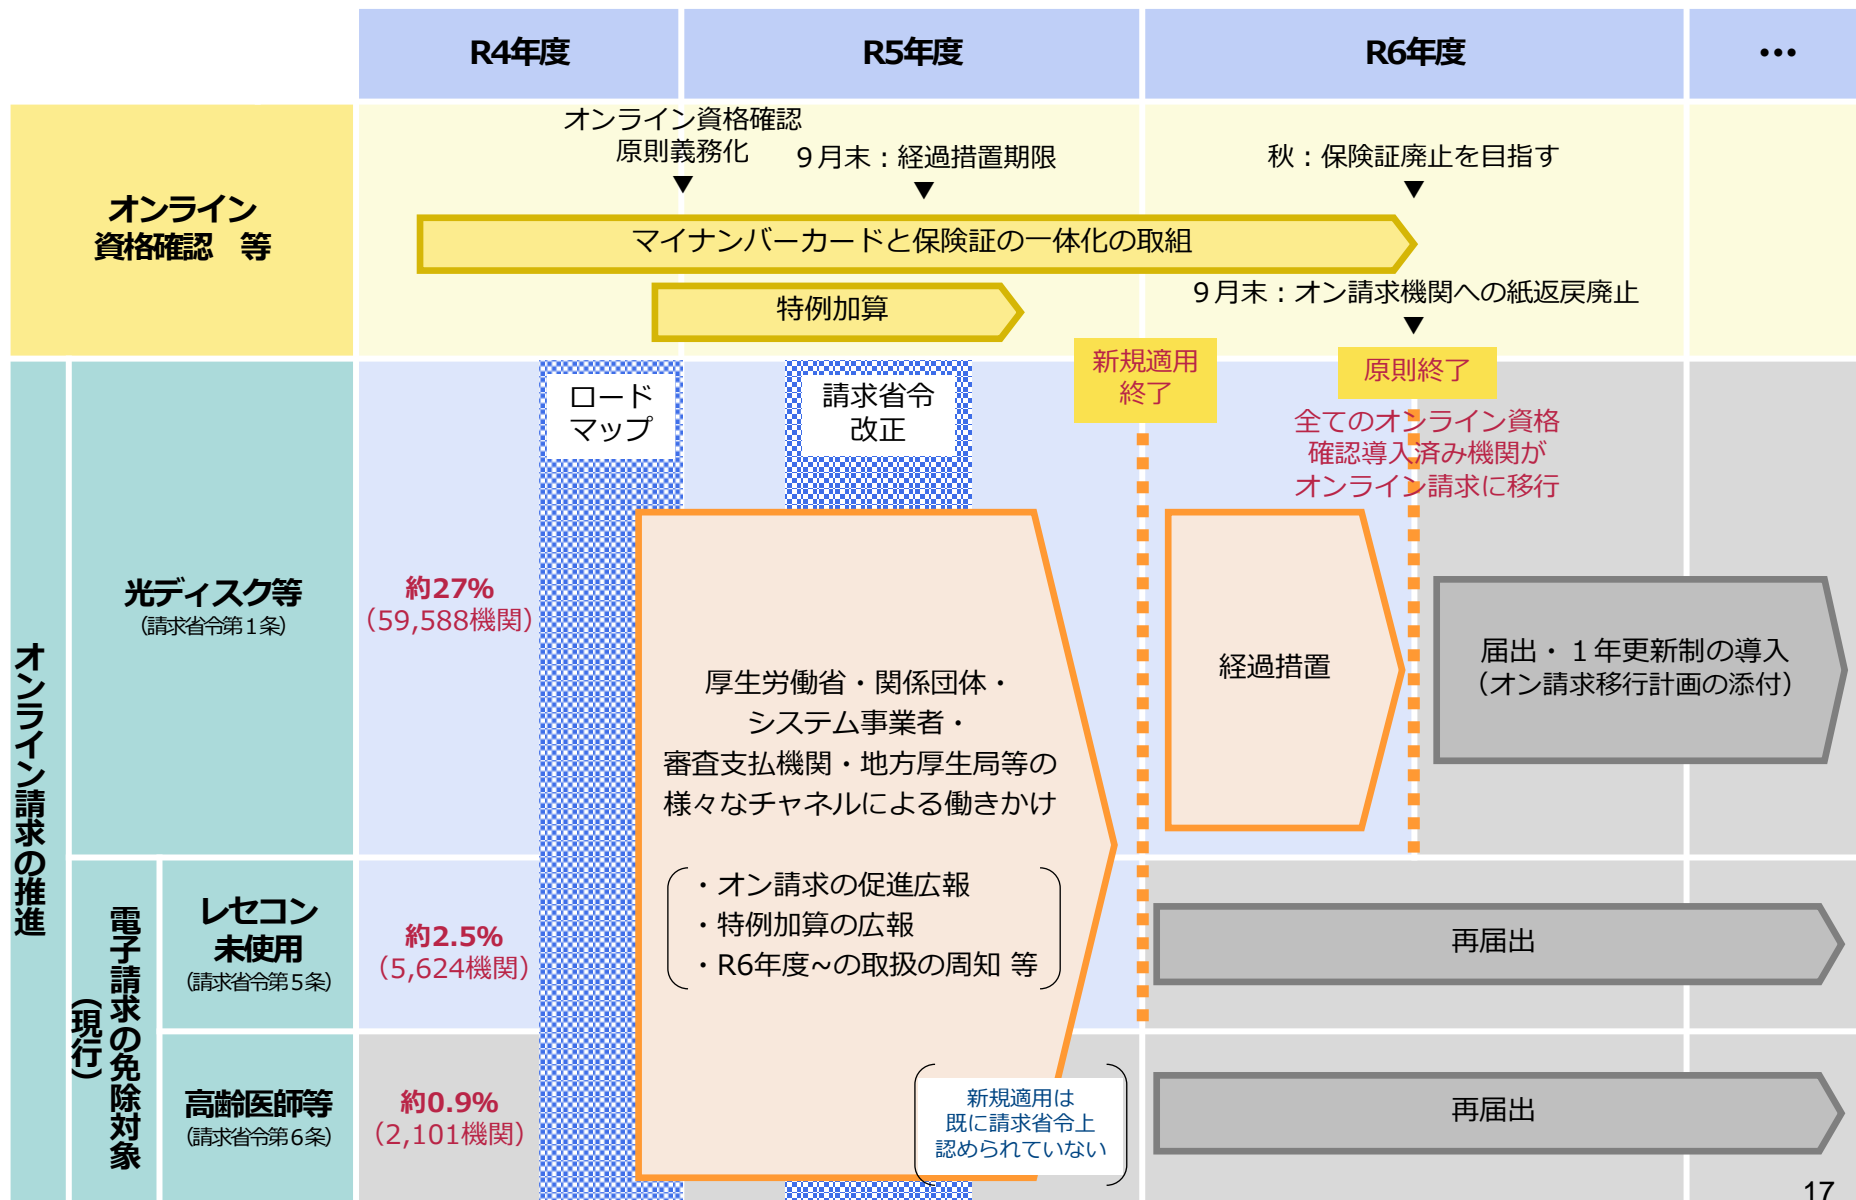 R4年度
R5年度
R6年度
…
オンライン
資格確認　等
オンライン資格確認
原則義務化
９月末：経過措置期限
秋：保険証廃止を目指す
マイナンバーカードと保険証の一体化の取組
特例加算
９月末：オン請求機関への紙返戻廃止
オンライン請求の推進
ロード
マップ
請求省令
改正
新規適用
終了
原則終了
全てのオンライン資格
確認導入済み機関が
オンライン請求に移行
光ディスク等
（請求省令第１条）
約27%
（59,588機関）
厚生労働省・関係団体・
システム事業者・
審査支払機関・地方厚生局等の
様々なチャネルによる働きかけ
・オン請求の促進広報
・特例加算の広報
・R6年度~の取扱の周知 等
経過措置
届出・１年更新制の導入
（オン請求移行計画の添付）
電子請求の免除対象
（現行）
レセコン
未使用
（請求省令第５条）
約2.5%
（5,624機関）
再届出
高齢医師等
（請求省令第６条）
約0.9%
（2,101機関）
新規適用は
既に請求省令上
認められていない
再届出
17